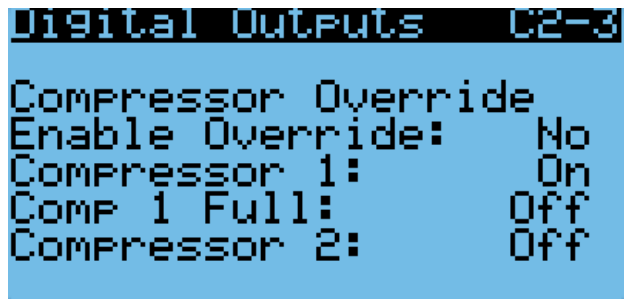 Digital Outputs C2-3
Compressor Override
Enable Override: No
Compressor 1: On
Comp 1 Full: Off
Compressor 2: Off